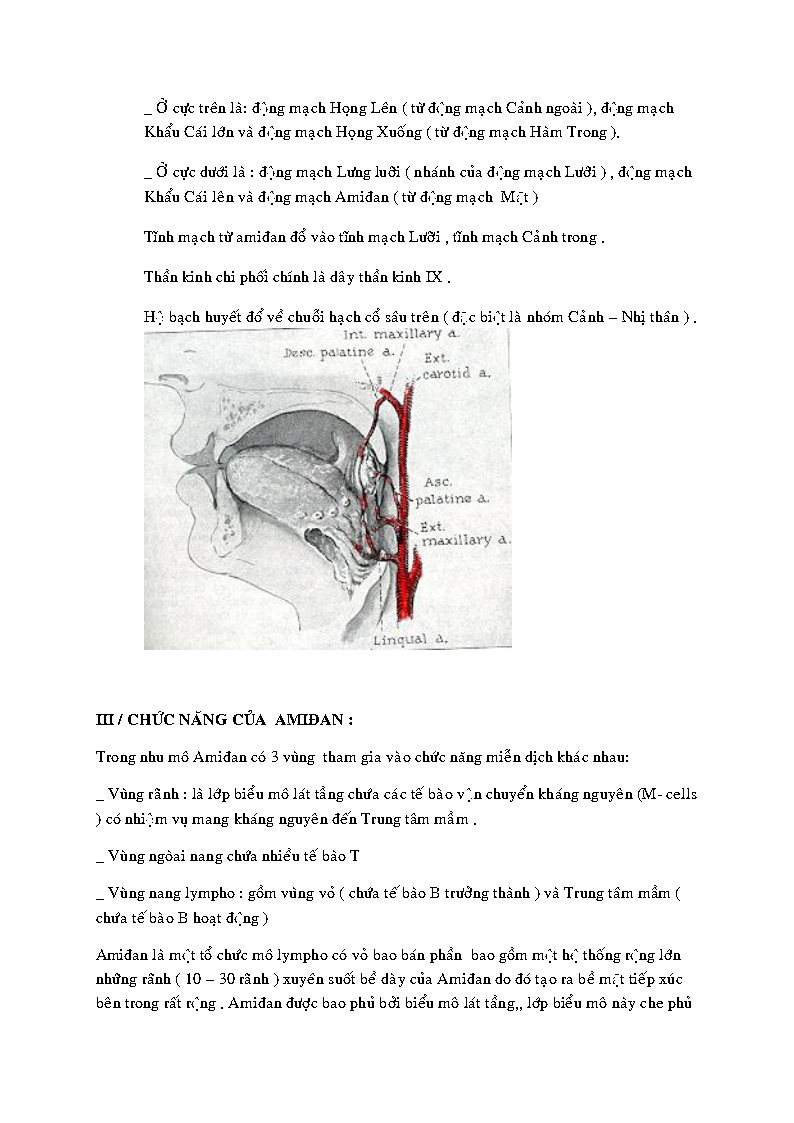 _ Ở cực trên là: động mạch Họng Lên ( từ động mạch Cảnh ngoài ), động mạch
Khẩu Cái lớn và động mạch Họng Xuống ( từ động mạch Hàm Trong ).
_ Ở cực dưới là : động mạch Lưng luỡi ( nhánh của động mạch Lưới ) , động mạch
Khẩu Cái lên và động mạch Amiđan ( từ động mạch Mặt )
Tĩnh mạch từ amiđan đổ vào tĩnh mạch Lưỡi , tĩnh mạch Cảnh trong .
Thần kinh chi phối chính là dây thần kinh IX .
Hệ bạch huyết đổ về chuỗi hạch cổ sâu trên ( đặc biệt là nhóm Cảnh – Nhị thân ) .
Int. maxillary a.
Desc. palatine a.
Ext.
carotid a.
Asc.
palatine a.
Ext.
maxillary a.
Lingual a.
III / CHỨC NĂNG CỦA AMIĐAN :
Trong nhu mô Amiđan có 3 vùng tham gia vào chức năng miễn dịch khác nhau:
_ Vùng rãnh : là lớp biểu mô lát tầng chứa các tế bào vận chuyển kháng nguyên (M- cells
) có nhiệm vụ mang kháng nguyên đến Trung tâm mầm .
_ Vùng ngòai nang chứa nhiều tế bào T
_ Vùng nang lympho : gồm vùng vỏ ( chứa tế bào B trưởng thành ) và Trung tâm mầm (
chứa tế bào B hoạt động )
Amiđan là một tổ chức mô lympho có vỏ bao bán phần bao gồm một hệ thống rộng lớn
những rãnh ( 10 – 30 rãnh ) xuyên suốt bề dày của Amiđan do đó tạo ra bề mặt tiếp xúc
bên trong rất rộng . Amiđan được bao phủ bởi biểu mô lát tầng,, lớp biểu mô này che phủ